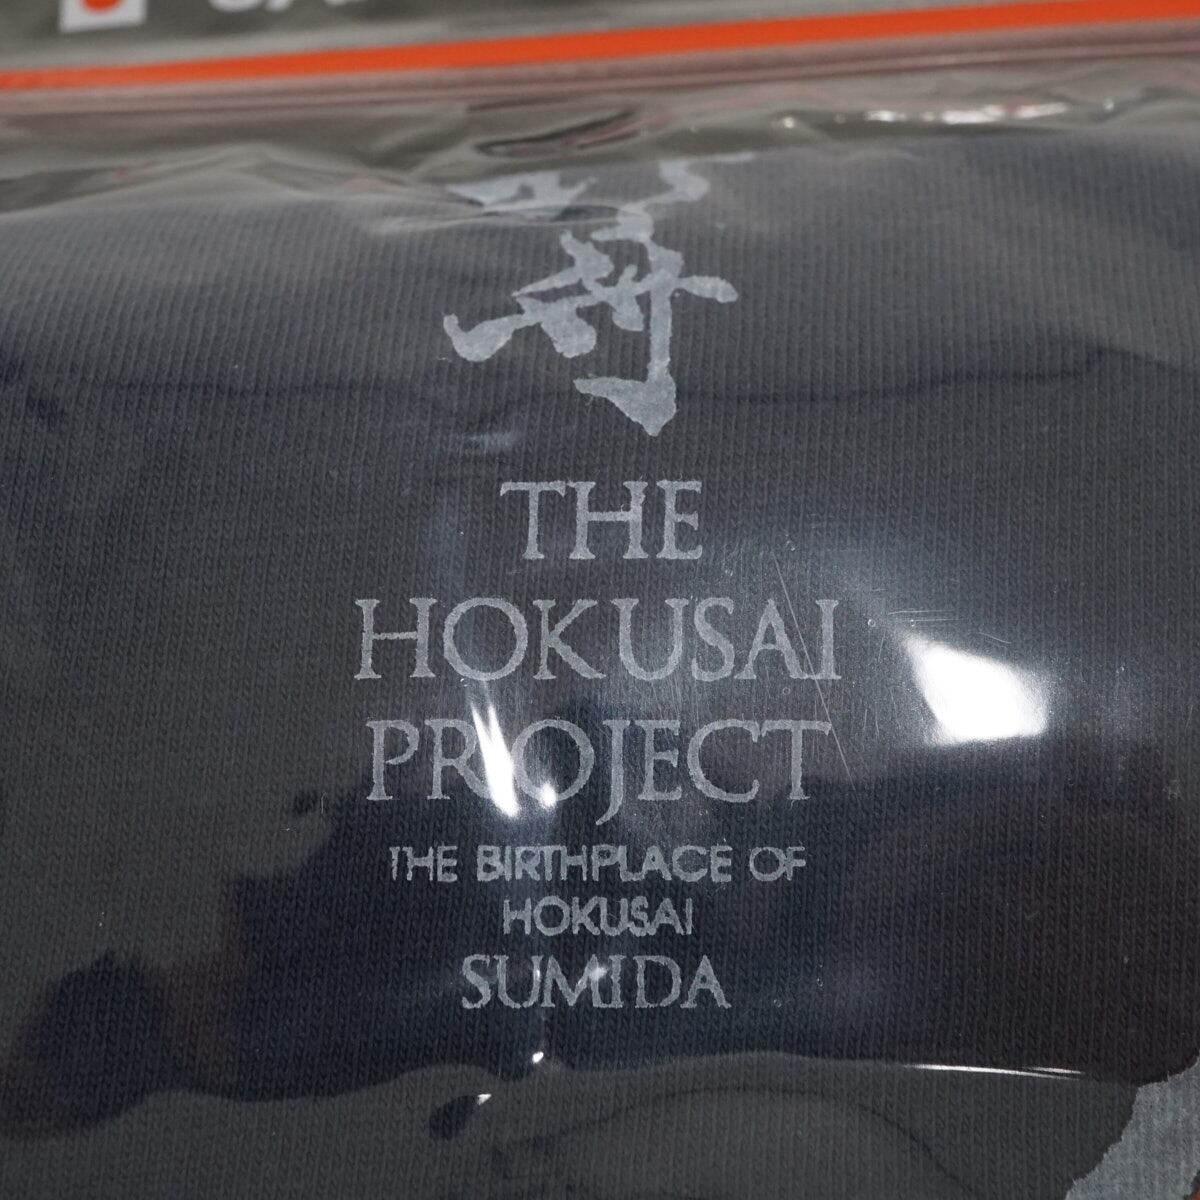 THE
HOKUSAI
PROJECT
THE BIRTHPLACE OF
HOKUSAI
SUMIDA